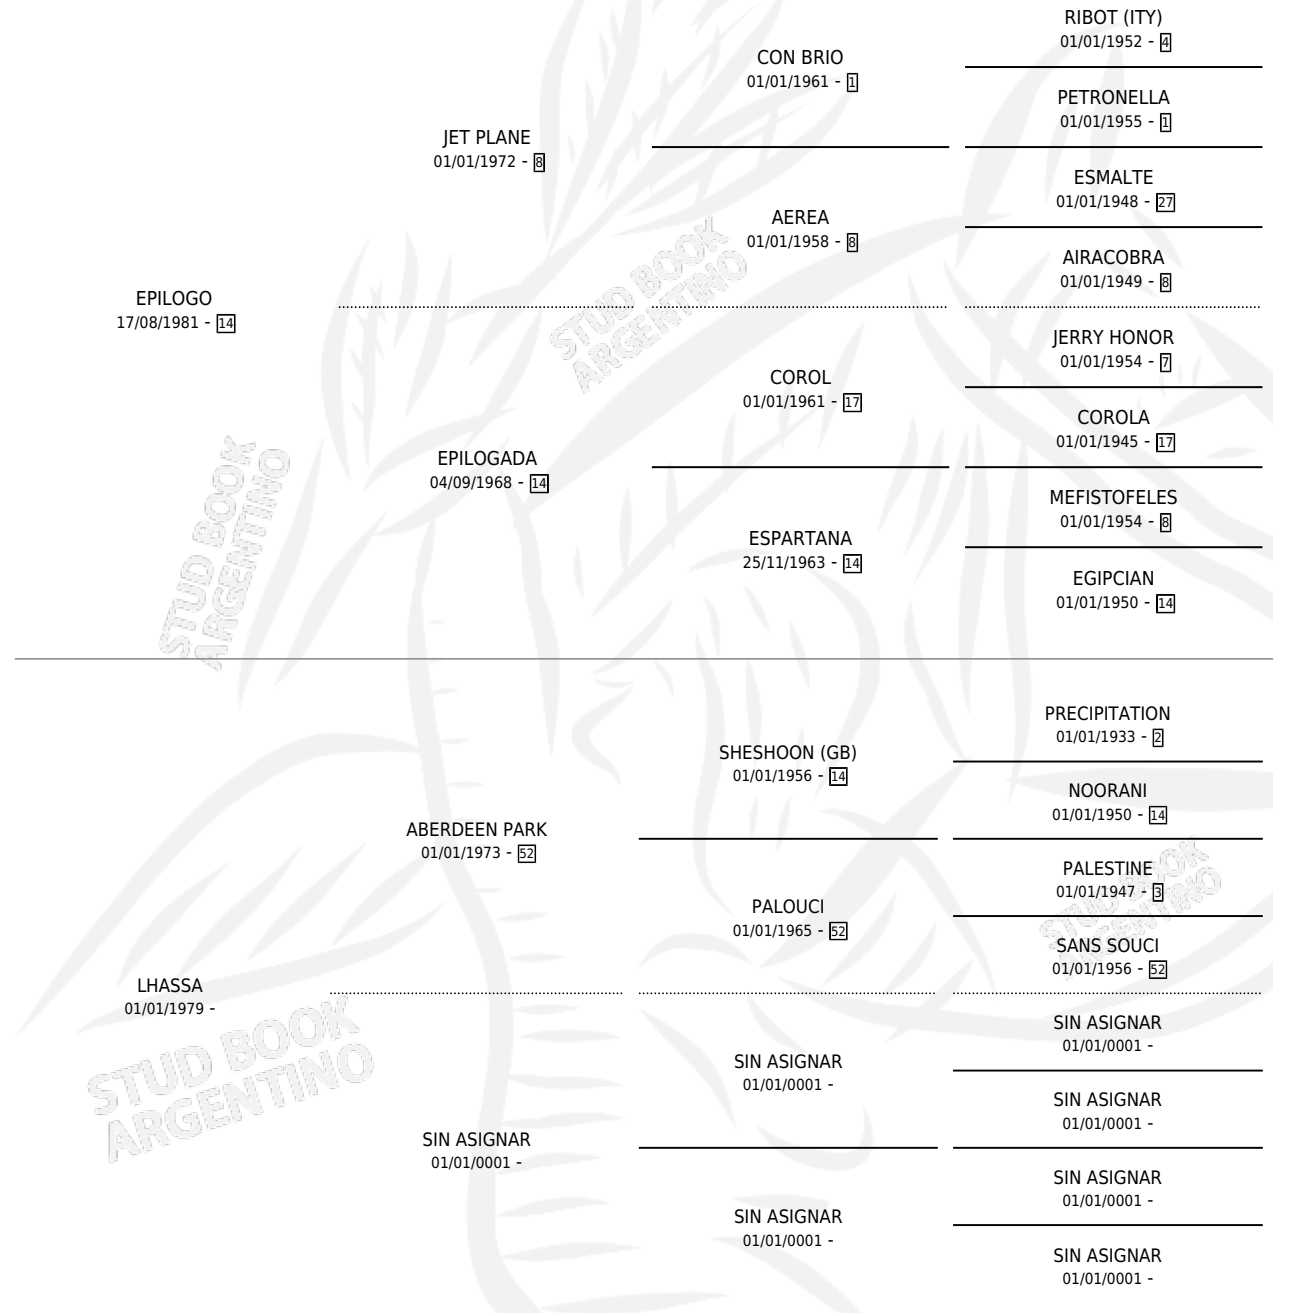 RIBOT (ITY)
01/01/1952 - 4
CON BRIO
01/01/1961 - 1
PETRONELLA
01/01/1955 - 1
JET PLANE
01/01/1972 - 8
ESMALTE
01/01/1948 - 27
AEREA
01/01/1958 - 8
AIRACOBRA
01/01/1949 - 8
EPILOGO
17/08/1981 - 14
JERRY HONOR
01/01/1954 - 7
COROL
01/01/1961 - 17
COROLA
01/01/1945 - 17
EPILOGADA
04/09/1968 - 14
MEFISTOFELES
01/01/1954 - 8
ESPARTANA
25/11/1963 - 14
EGIPCIAN
01/01/1950 - 14
STUD BOOK
ARGENTINO
STUD BOOK
ARGENTINO
PRECIPITATION
01/01/1933 - 2
SHESHOON (GB)
01/01/1956 - 14
NOORANI
01/01/1950 - 14
ABERDEEN PARK
01/01/1973 - 52
PALESTINE
01/01/1947 - 3
PALOUCI
01/01/1965 - 52
SANS SOUCI
01/01/1956 - 52
STUD BOOK
ARGENTINO
LHASSA
01/01/1979 -
SIN ASIGNAR
01/01/0001 -
SIN ASIGNAR
01/01/0001 -
SIN ASIGNAR
01/01/0001 -
SIN ASIGNAR
01/01/0001 -
SIN ASIGNAR
01/01/0001 -
SIN ASIGNAR
01/01/0001 -
SIN ASIGNAR
01/01/0001 -
STUD BOOK
ARGENTINO